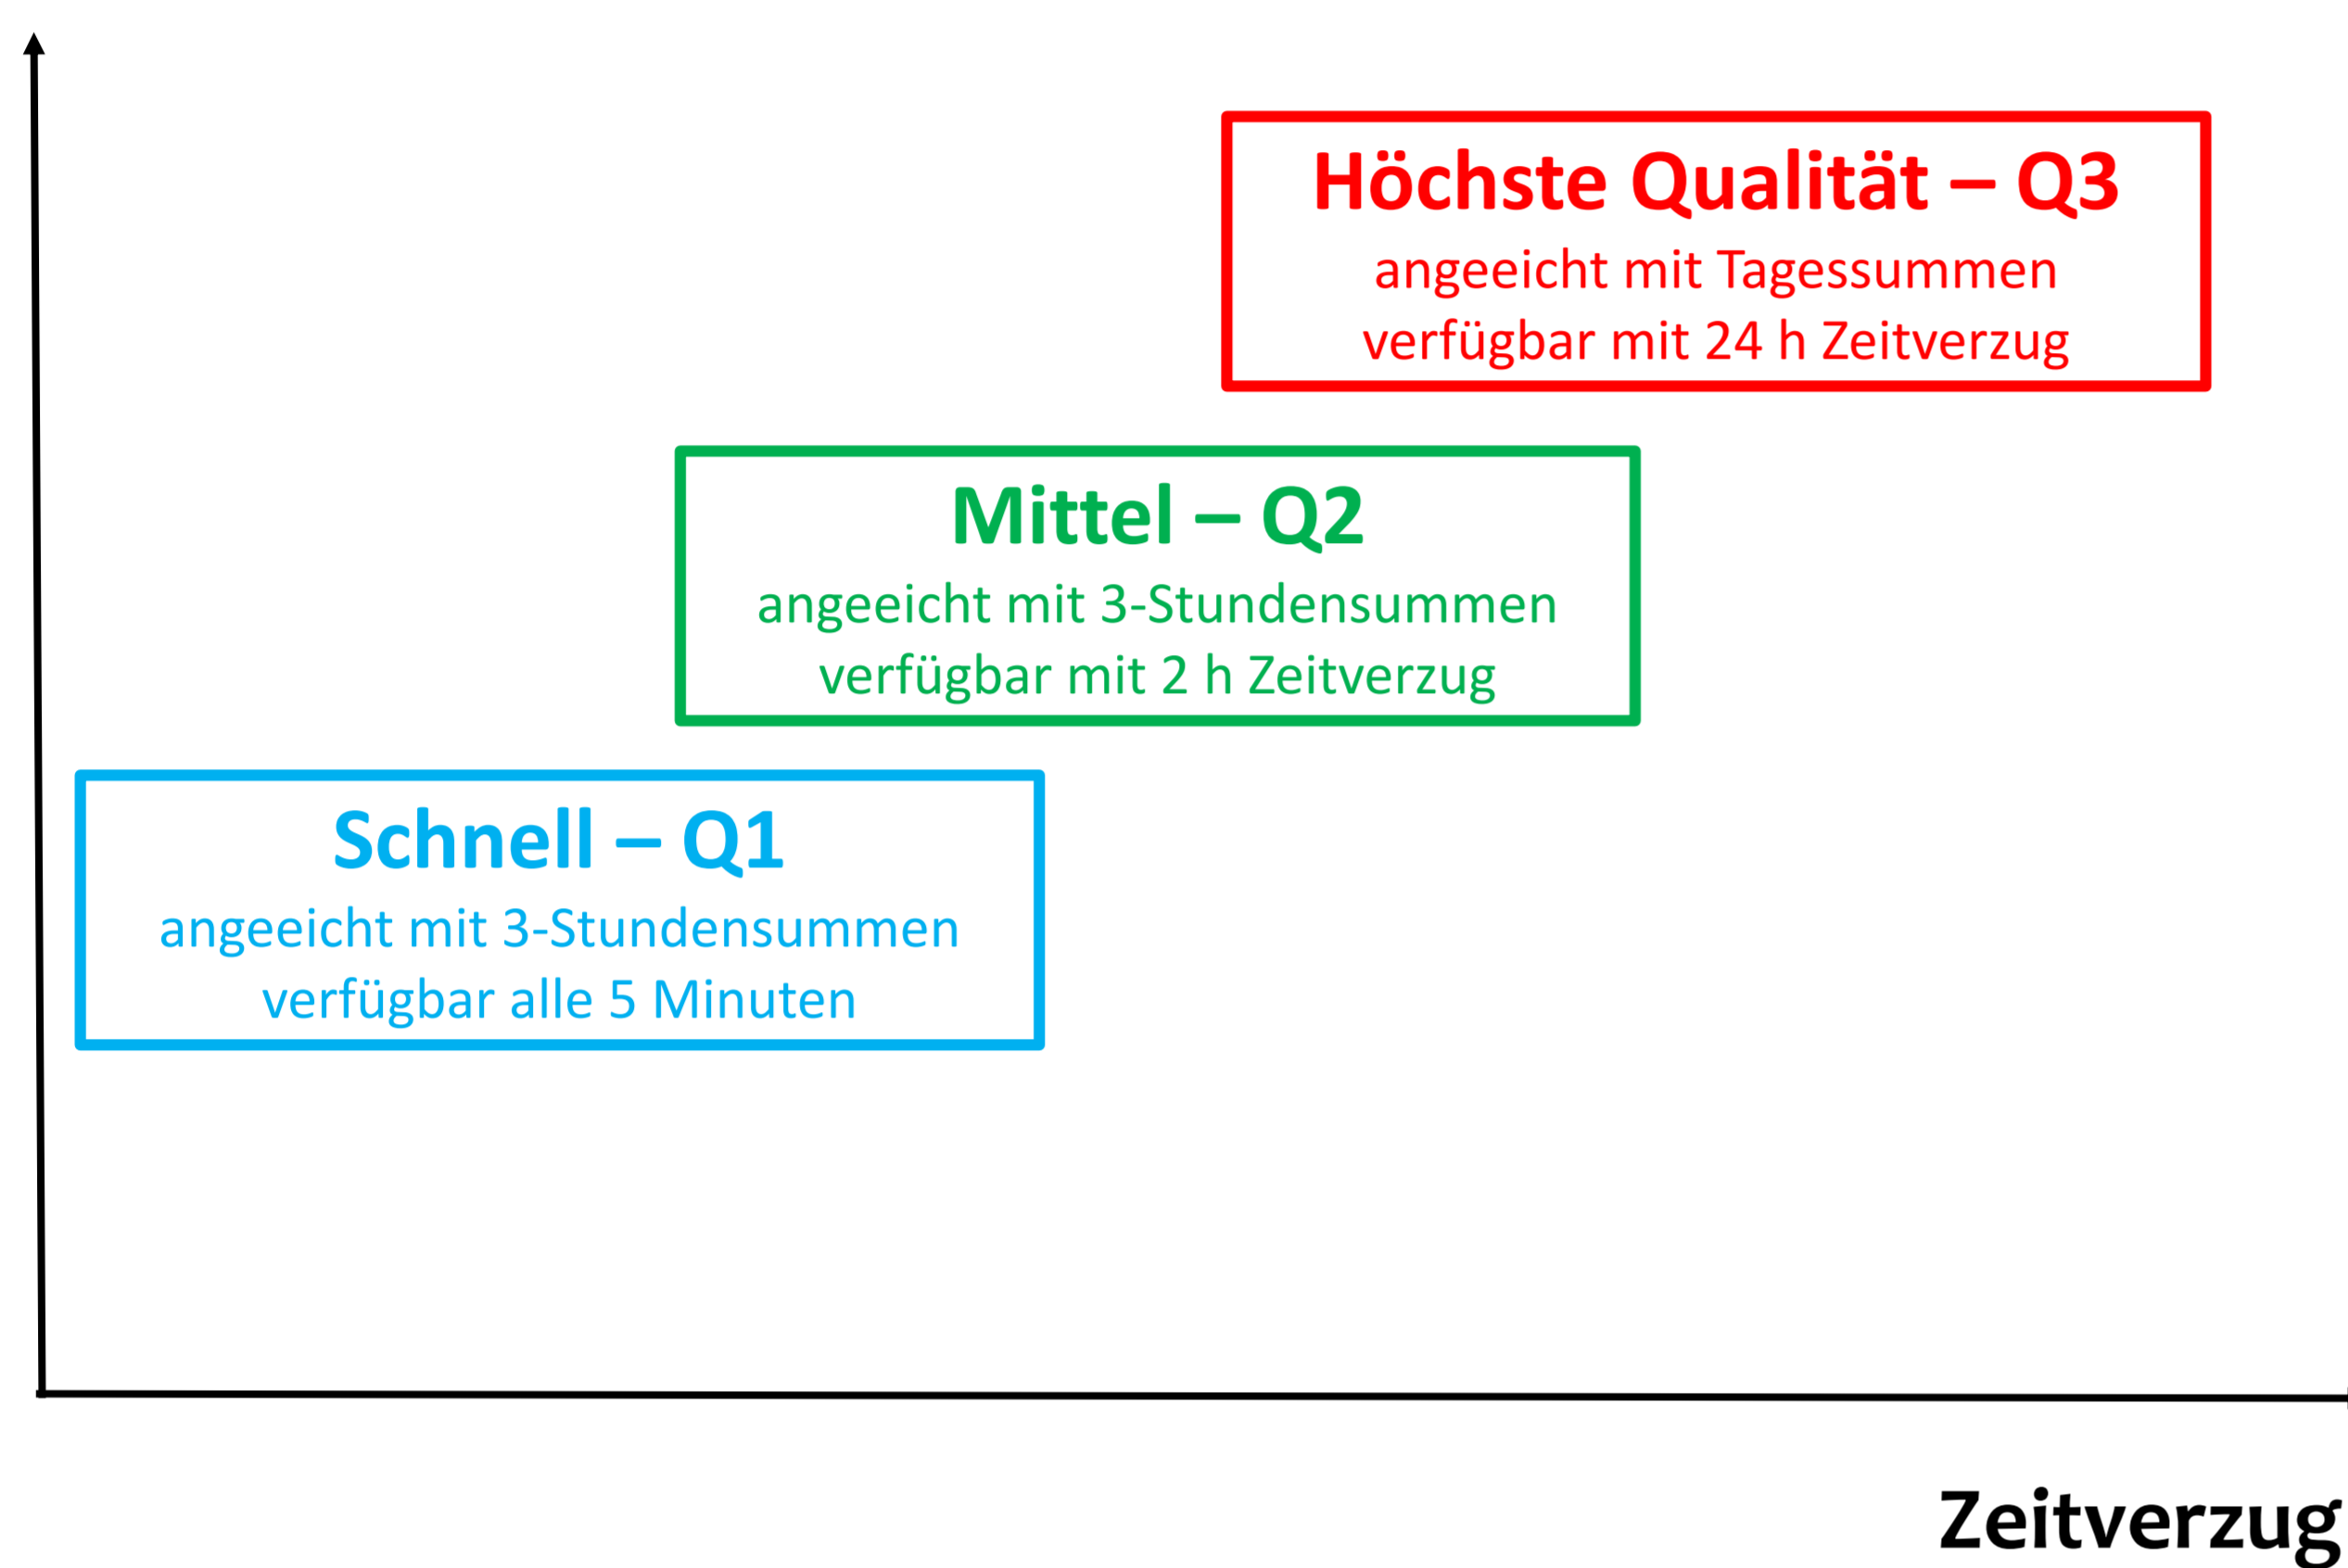 Höchste Qualität – Q3
angeeicht mit Tagessummen
verfügbar mit 24 h Zeitverzug
Mittel – Q2
angeeicht mit 3-Stundensummen
verfügbar mit 2 h Zeitverzug
Schnell – Q1
angeeicht mit 3-Stundensummen
verfügbar alle 5 Minuten
Zeitverzug